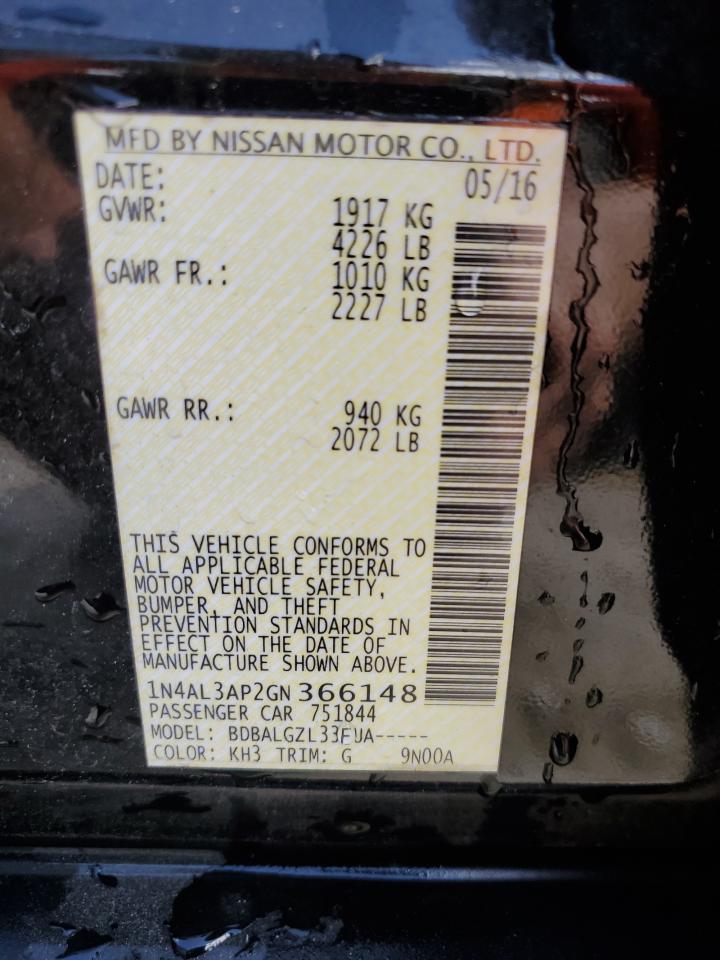 MFD BY NISSAN MOTOR CO., LTD.
DATE: 05/16
GVWR: 1917 KG
4226 LB
GAWR FR.: 1010 KG
2227 LB
GAWR RR.: 940 KG
2072 LB
THIS VEHICLE CONFORMS TO
ALL APPLICABLE FEDERAL
MOTOR VEHICLE SAFETY,
BUMPER, AND THEFT
PREVENTION STANDARDS IN
EFFECT ON THE DATE OF
MANUFACTURE SHOWN ABOVE.
1N4AL3AP2GN 366148
PASSENGER CAR 751844
MODEL: BDBALGZL33EUA-----
COLOR: KH3 TRIM: G 9N00A